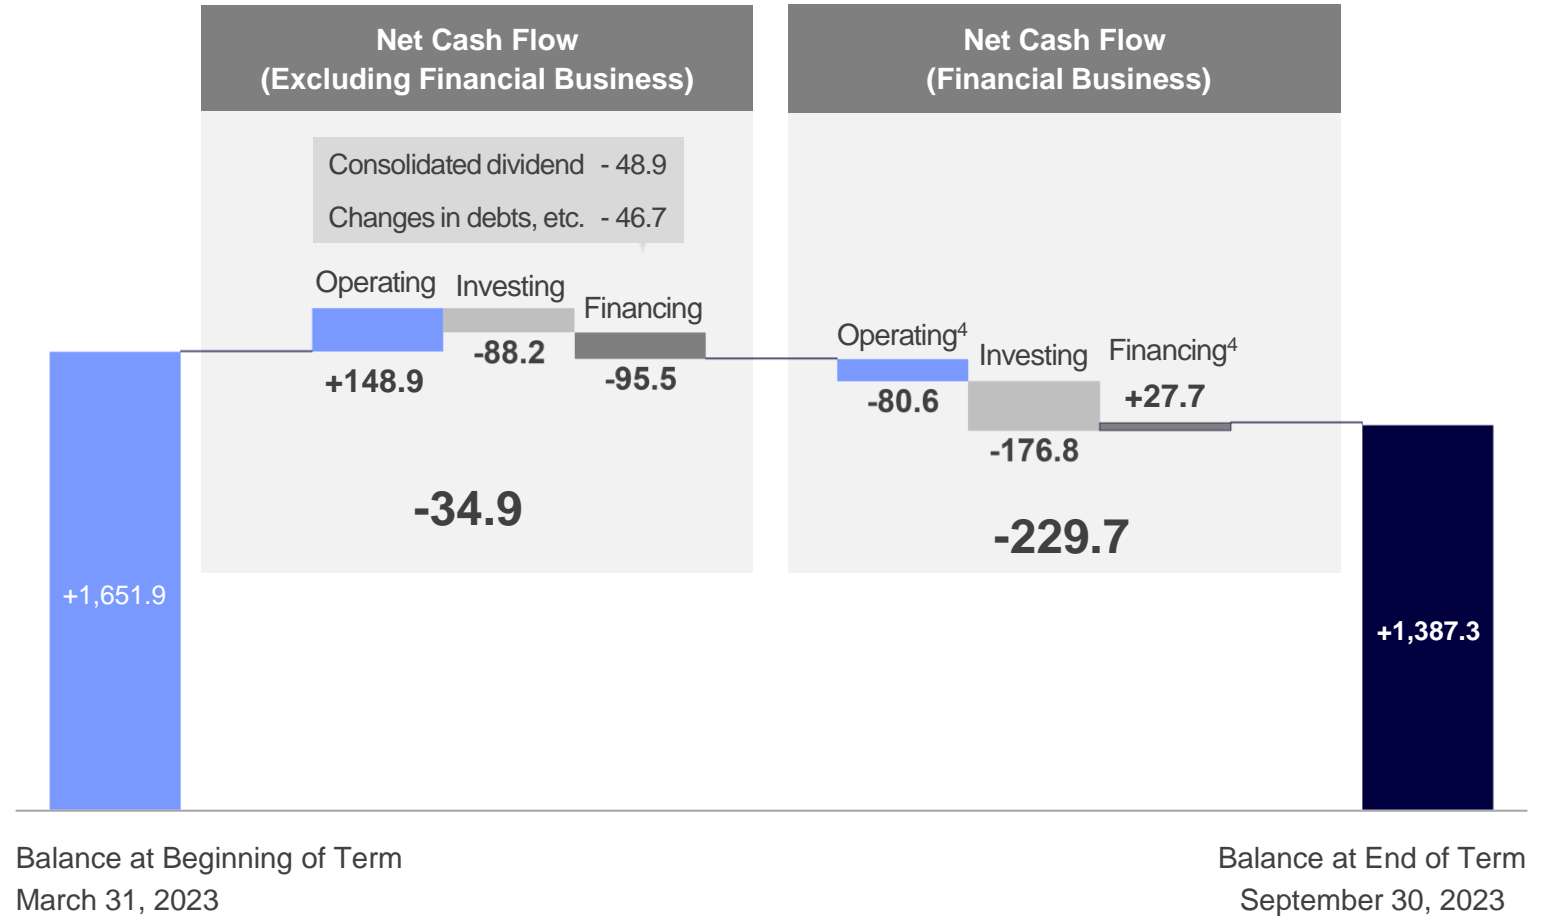 Net Cash Flow
(Excluding Financial Business)
Consolidated dividend - 48.9
Changes in debts, etc. - 46.7
Operating
Investing
Financing
+148.9
-88.2
-95.5
-34.9
Net Cash Flow
(Financial Business)
Operating4
Investing
Financing4
-80.6
-176.8
+27.7
-229.7
+1,651.9
+1,387.3
Balance at Beginning of Term
March 31, 2023
Balance at End of Term
September 30, 2023